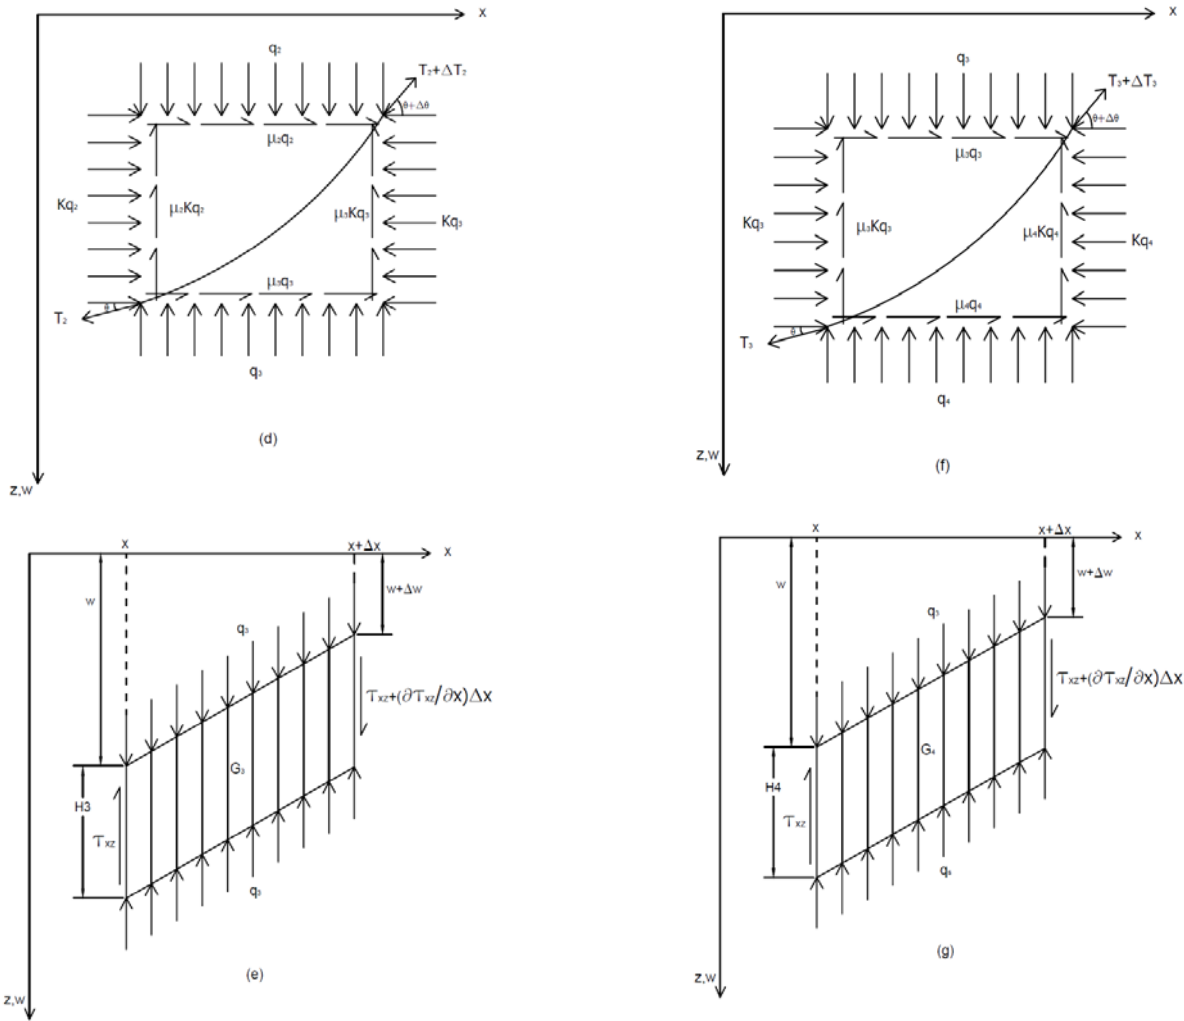 x
q₂
T₂+ΔT₂
θ+Δθ
μ₂q₂
Kq₂
μ₂Kq₂
μ₃Kq₃
Kq₃
μ₃q₃
θ
T₂
q₃
(d)
z,w
x
q₃
T₃+ΔT₃
θ+Δθ
μ₃q₃
Kq₃
μ₃Kq₃
μ₄Kq₄
Kq₄
μ₄q₄
θ
T₃
q₄
(f)
z,w
x
x+Δx
x
w
w+Δw
q₃
τxz+(∂τxz/∂x)Δx
G₃
H3
τxz
q₃
(e)
z,w
x
x+Δx
x
w
w+Δw
q₃
τxz+(∂τxz/∂x)Δx
G₄
H4
τxz
q₄
(g)
z,w